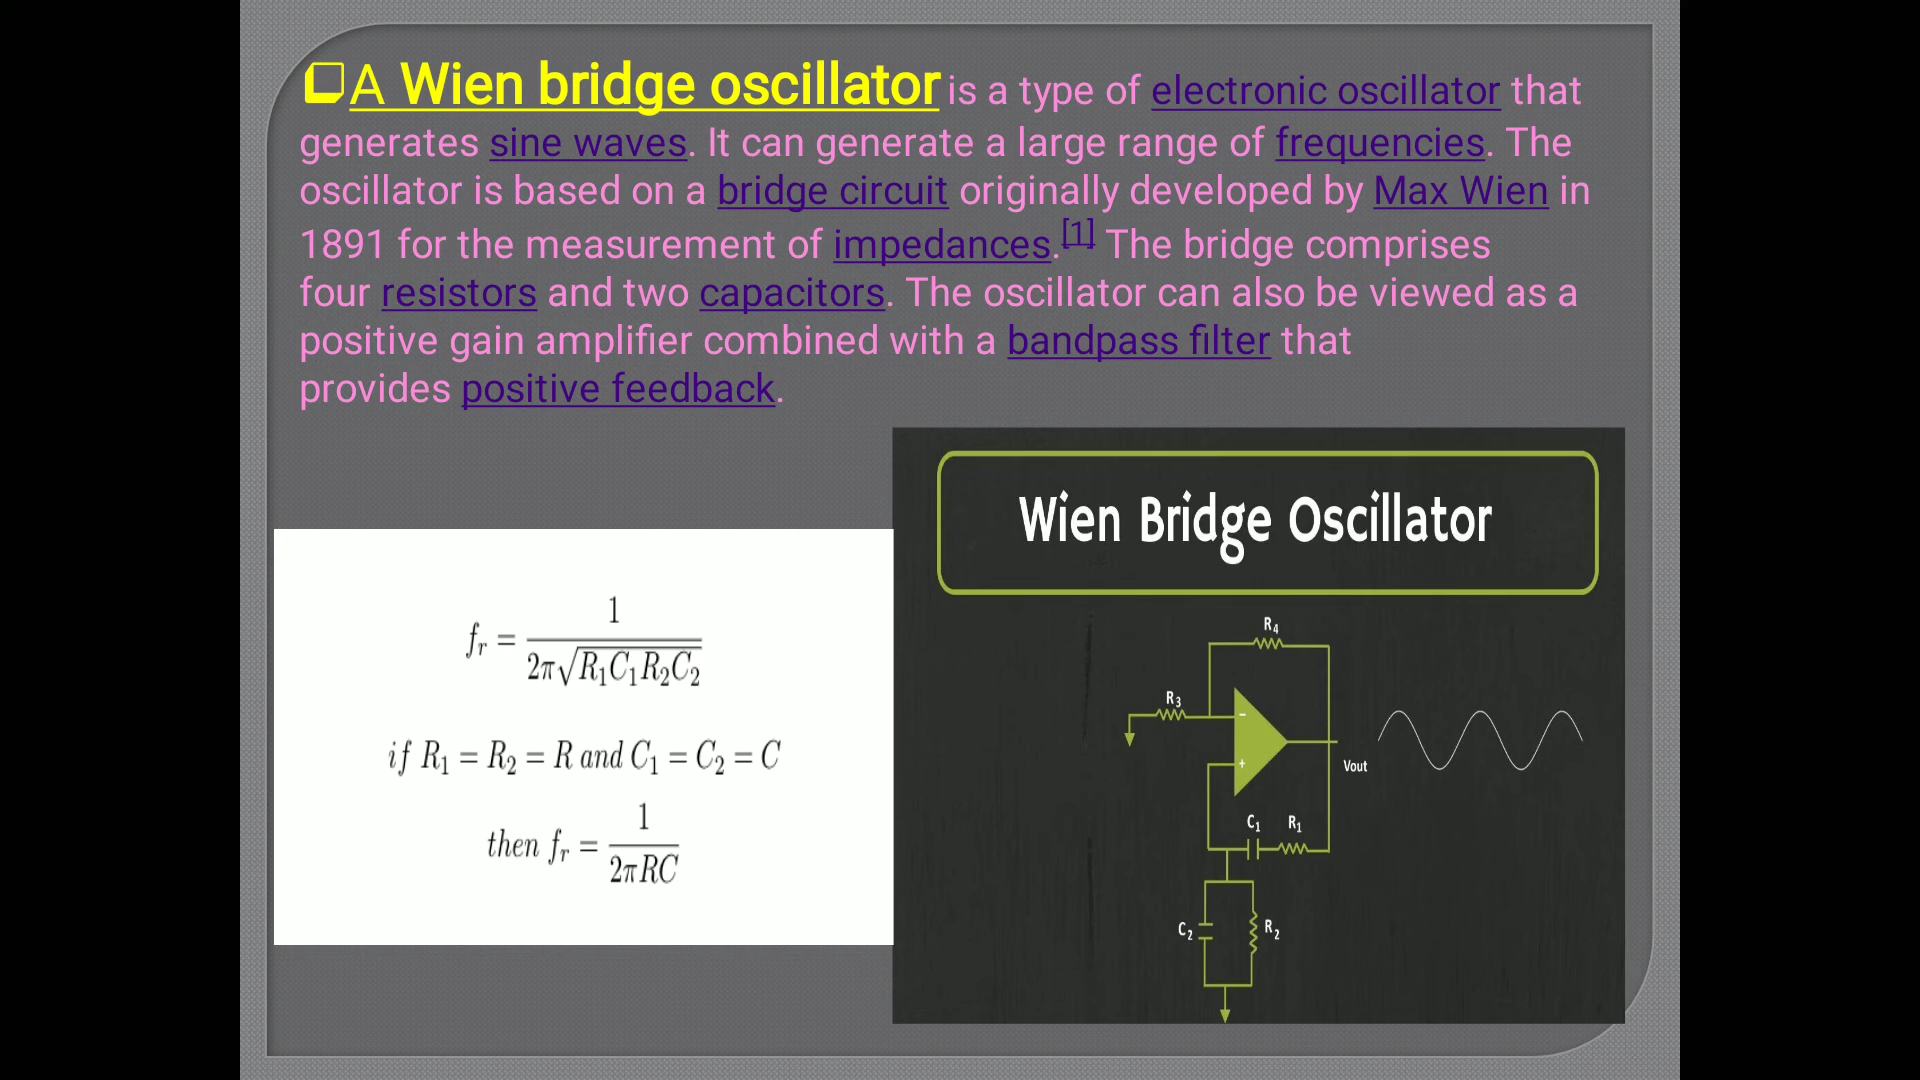 ❑A Wien bridge oscillator is a type of electronic oscillator that
generates sine waves. It can generate a large range of frequencies. The
oscillator is based on a bridge circuit originally developed by Max Wien in
1891 for the measurement of impedances.[1] The bridge comprises
four resistors and two capacitors. The oscillator can also be viewed as a
positive gain amplifier combined with a bandpass filter that
provides positive feedback.
f_r = 1 / 2π√R₁C₁R₂C₂
if R₁ = R₂ = R and C₁ = C₂ = C
then f_r = 1 / 2πRC
Wien Bridge Oscillator
R₄
R₃
−
+
Vout
C₁ R₁
C₂ R₂